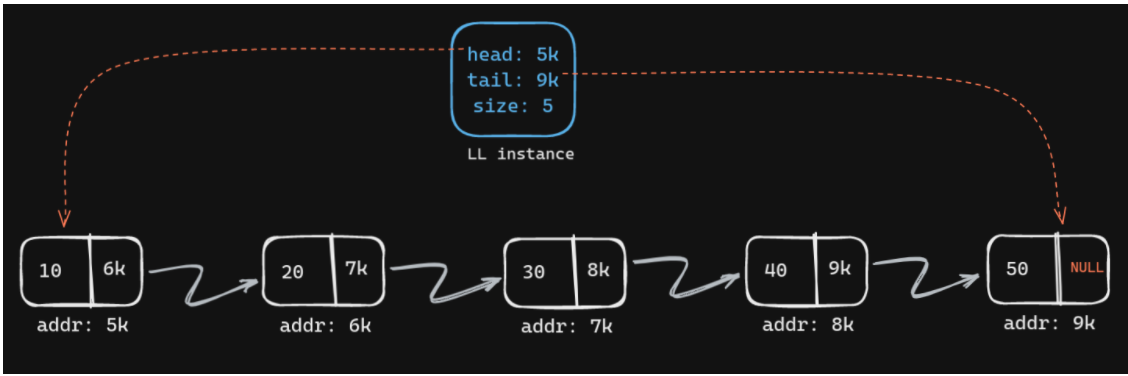 head: 5k
tail: 9k
size: 5
LL instance
10 6k
20 7k
30 8k
40 9k
50 NULL
addr: 5k
addr: 6k
addr: 7k
addr: 8k
addr: 9k